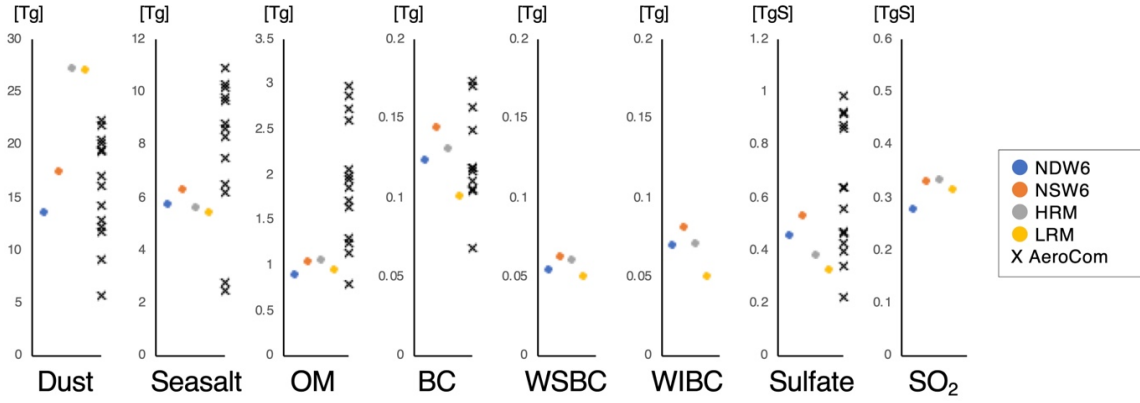 [Tg] [Tg] [Tg] [Tg] [Tg] [Tg] [TgS] [TgS]
30 12 3.5 0.2 0.2 0.2 1.2 0.6
3
25 10 1 0.5
2.5
0.15 0.15 0.15
20 8 0.8 0.4
2
15 6 0.1 0.1 0.1 0.6 0.3
1.5
10 4 0.4 0.2
1
0.05 0.05 0.05
5 2 0.2 0.1
0.5
0 0 0 0 0 0 0 0
Dust Seasalt OM BC WSBC WIBC Sulfate SO₂
NDW6
NSW6
HRM
LRM
X AeroCom